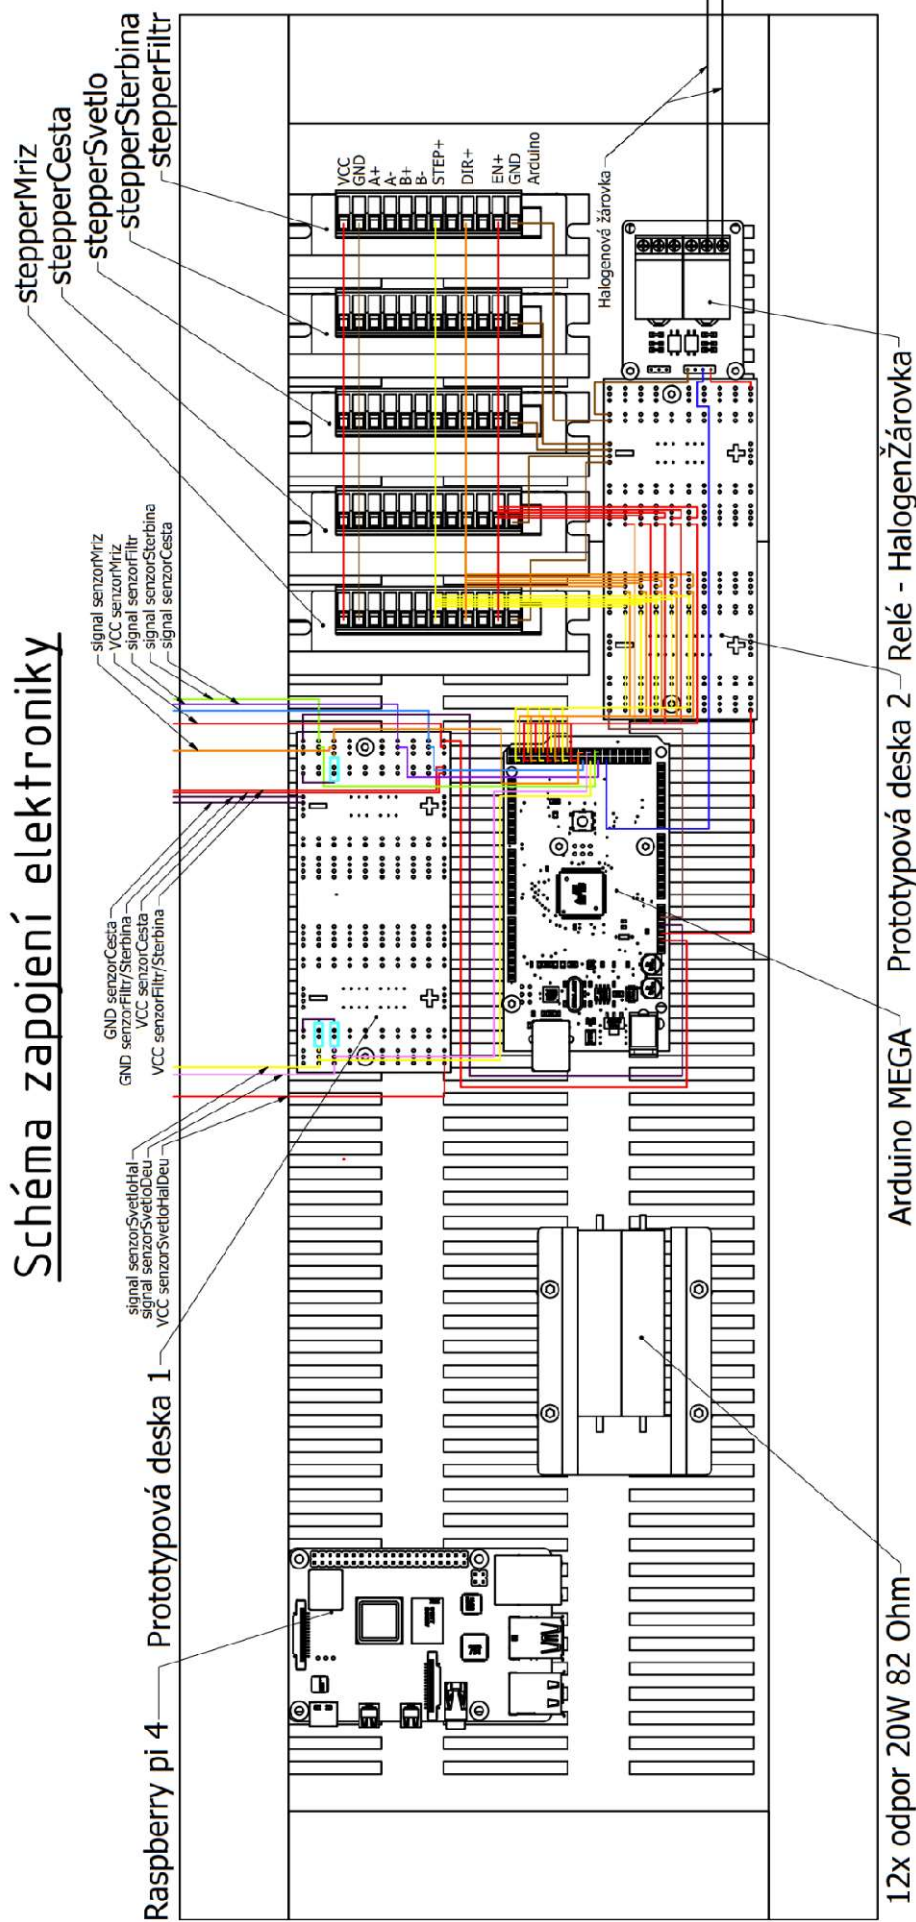 Schéma zapojení elektroniky
stepperMriz
stepperCesta
stepperSvetlo
stepperSterbina
stepperFiltr
signal senzorMriz
VCC senzorMriz
signal senzorFiltr
signal senzorSterbina
signal senzorCesta
GND senzorCesta
GND senzorFiltr/Sterbina
VCC senzorCesta
VCC senzorFiltr/Sterbina
signal senzorSvetloHal
signal senzorSvetloDeu
VCC senzorSvetloHalDeu
VCC
GND
A+
A-
B+
B-
STEP+
DIR+
EN+
GND
Arduino
Halogenová žárovka
Raspberry pi 4
Prototypová deska 1
12x odpor 20W 82 Ohm
Arduino MEGA
Prototypová deska 2
Relé - HalogenŽárovka